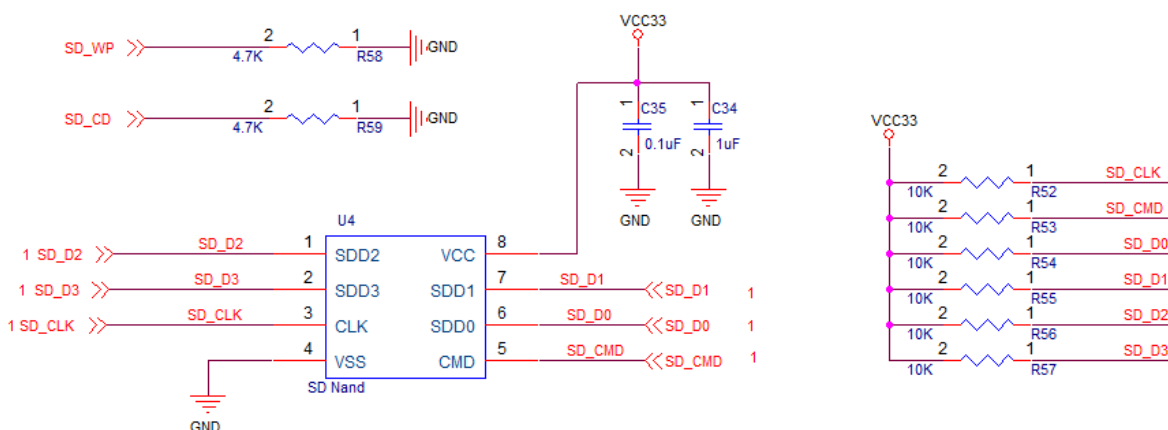 VCC33
SD_WP 2 1 GND
4.7K R58
SD_CD 2 1 GND
4.7K R59
1 C35 1 C34
0.1uF 1uF
2 2
GND GND
U4
1 SD_D2 SD_D2 1 SDD2 VCC 8
1 SD_D3 SD_D3 2 SDD3 SDD1 7 SD_D1 SD_D1 1
1 SD_CLK SD_CLK 3 CLK SDD0 6 SD_D0 SD_D0 1
4 VSS CMD 5 SD_CMD SD_CMD 1
SD Nand
GND
VCC33
2 1 SD_CLK
10K R52
2 1 SD_CMD
10K R53
2 1 SD_D0
10K R54
2 1 SD_D1
10K R55
2 1 SD_D2
10K R56
2 1 SD_D3
10K R57